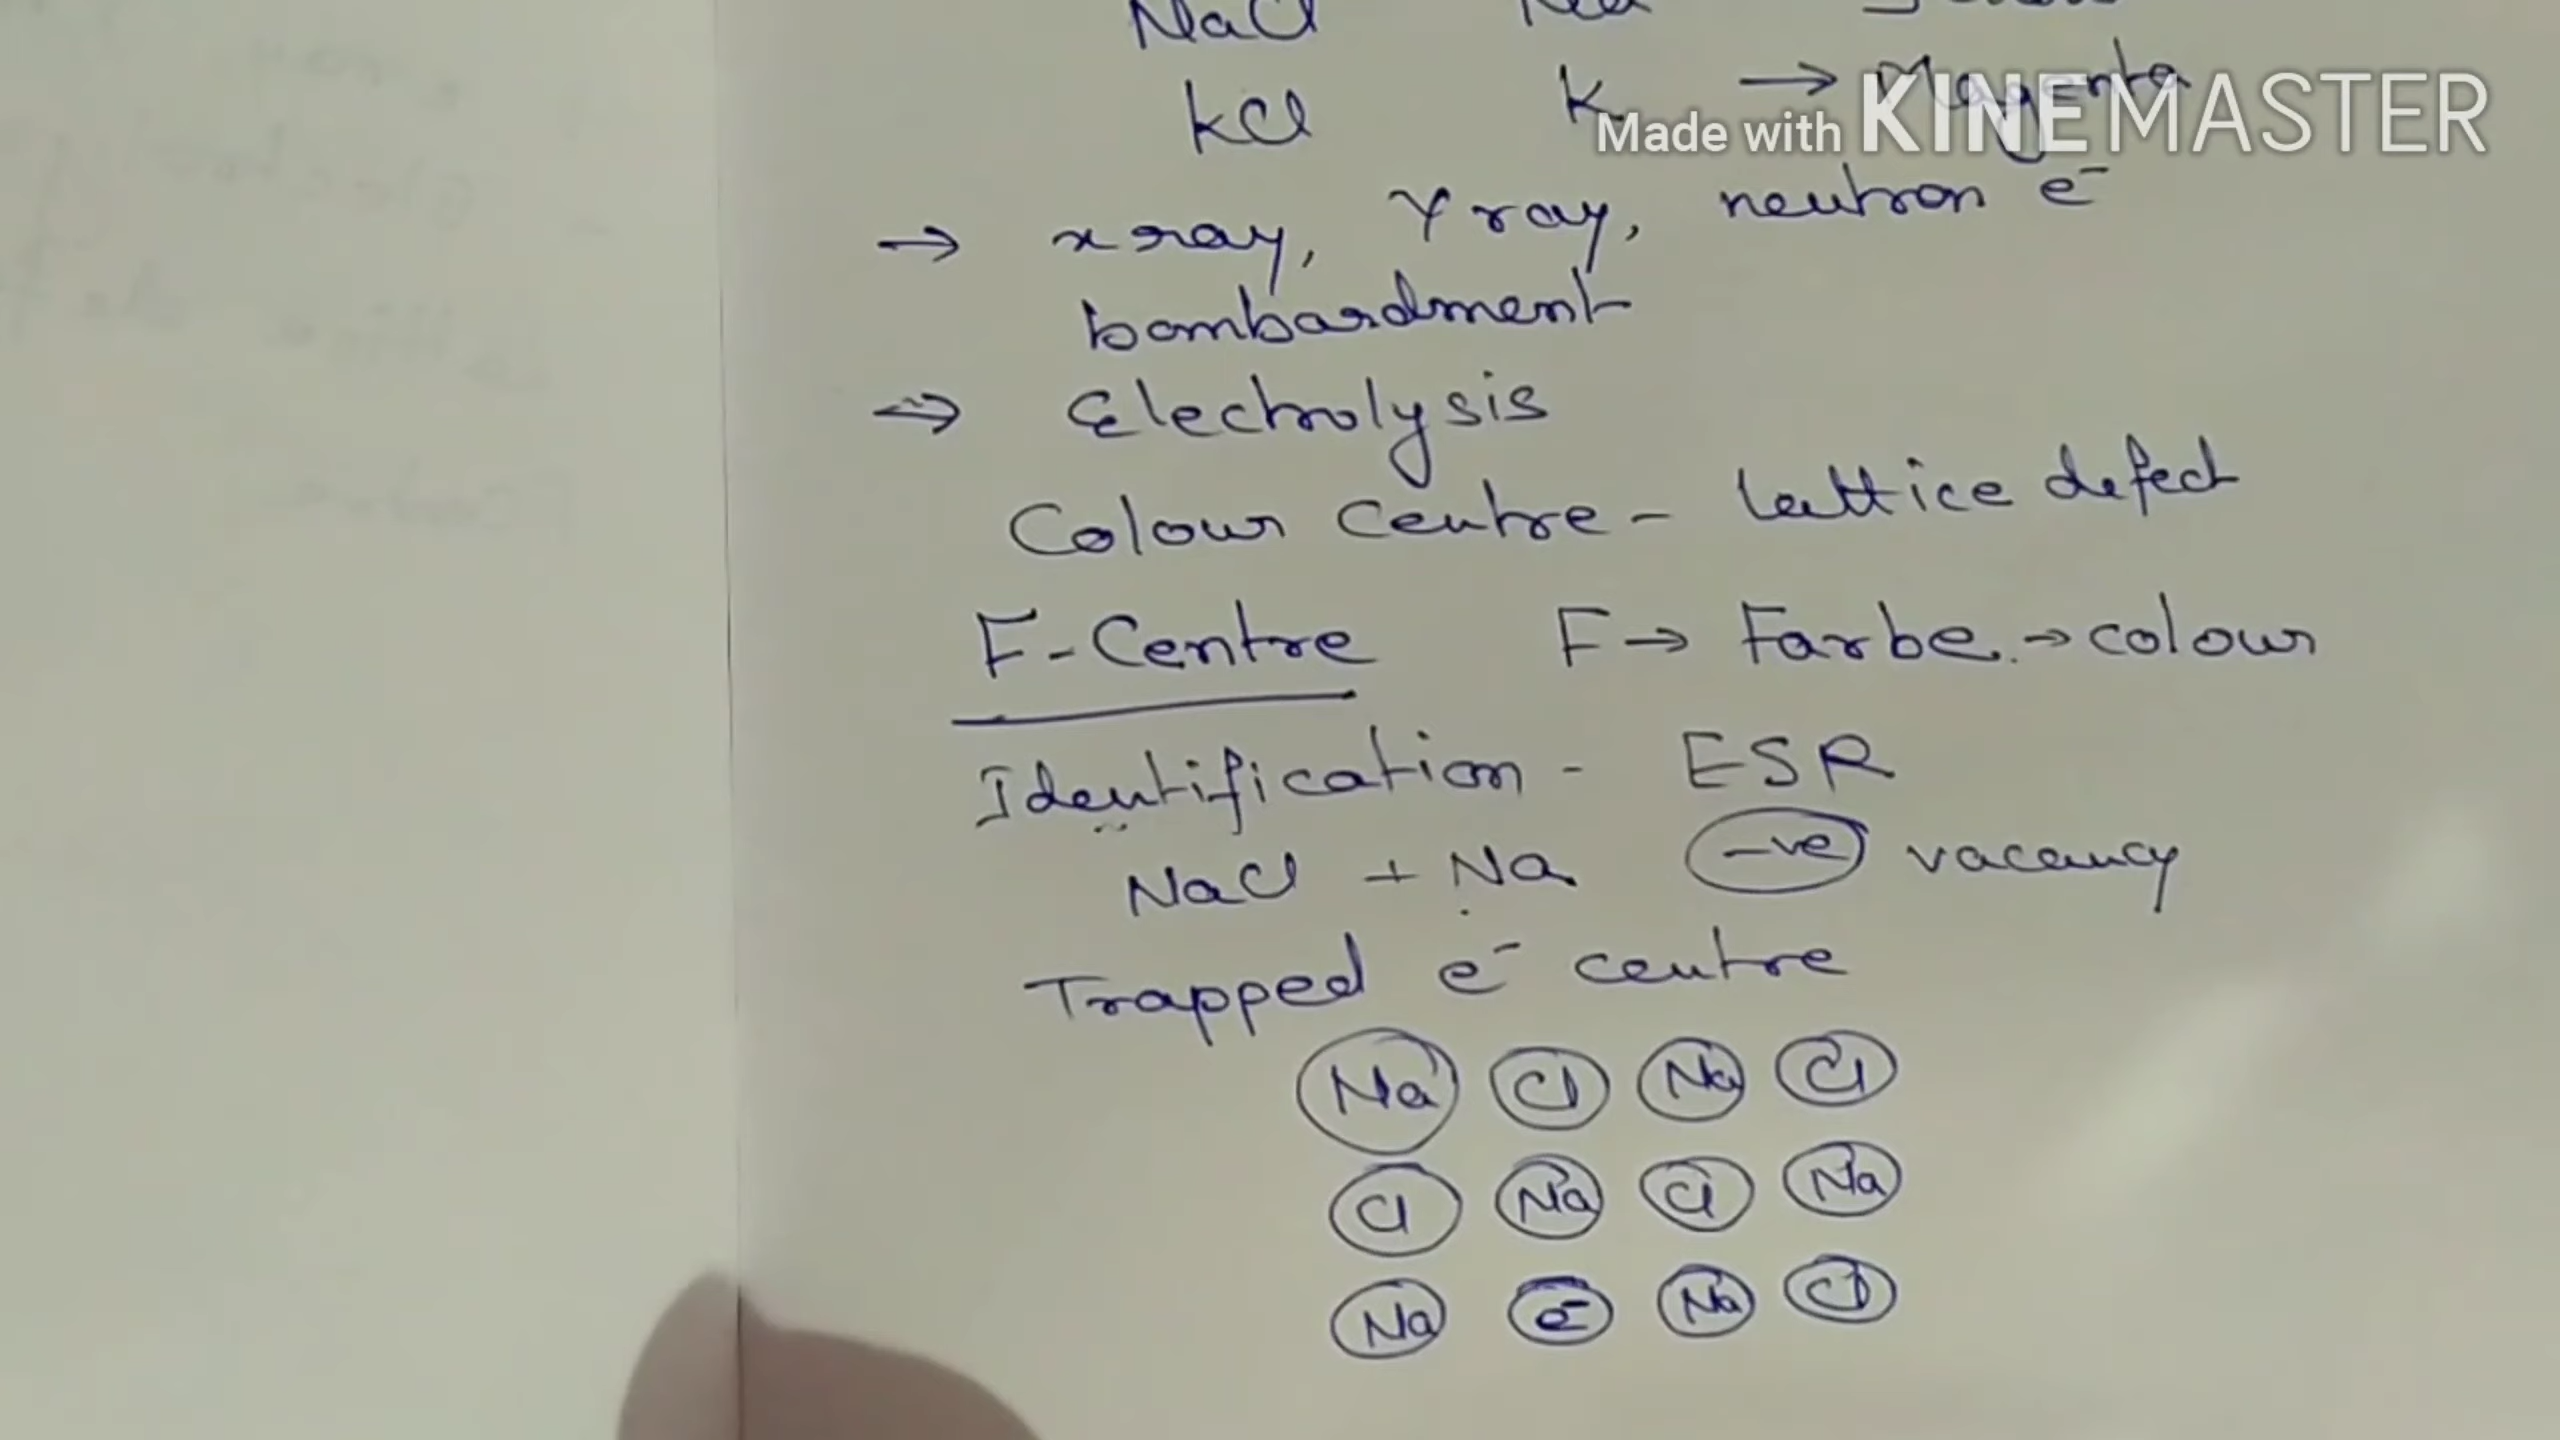 NaCl
KCl K → Magenta
Made with KINEMASTER
→ x ray, γ ray, neutron e⁻
bombardment
→ Electrolysis
Colour Centre - lattice defect
F-Centre F → Farbe. → colour
Identification - ESR
NaCl + Na -ve vacancy
Trapped e⁻ centre
Na Cl Na Cl
Cl Na Cl Na
Na e⁻ Na Cl